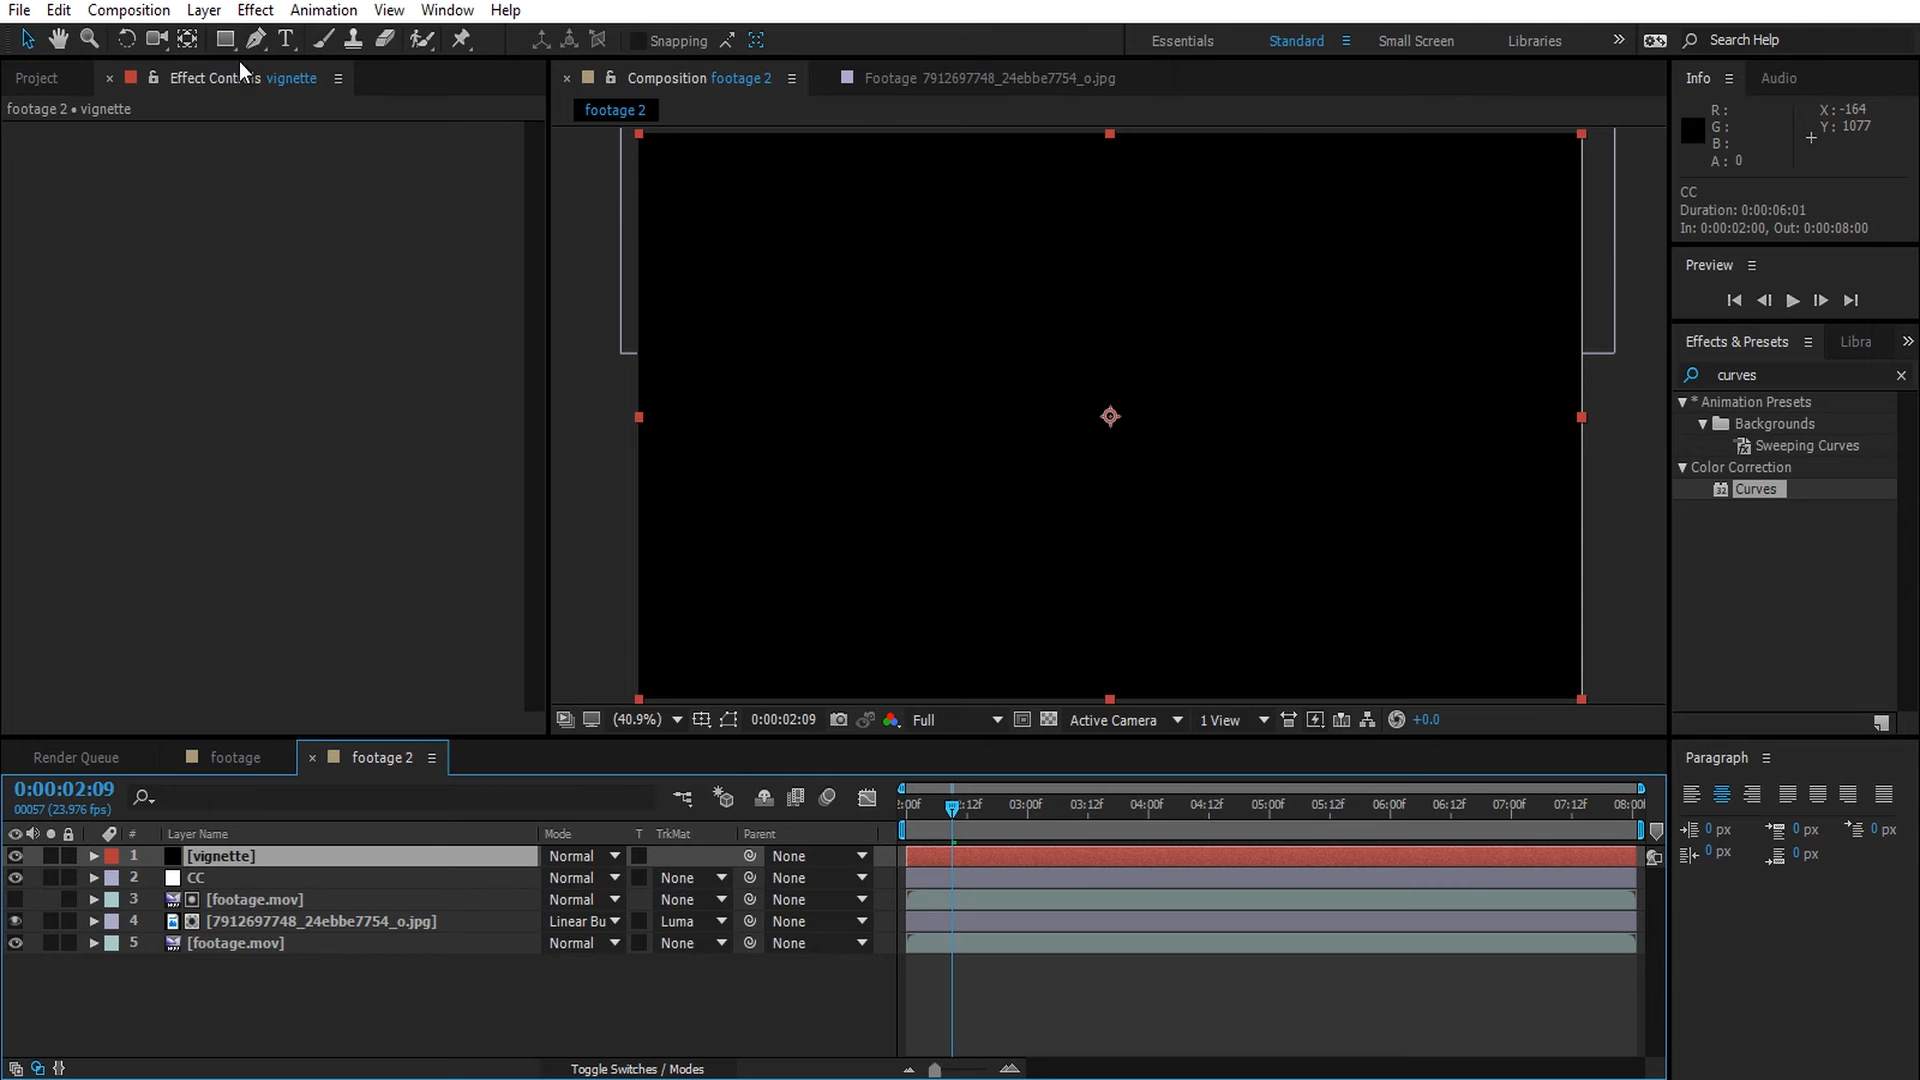 File Edit Composition Layer Effect Animation View Window Help
Snapping
Essentials Standard Small Screen Libraries Search Help
Project Effect Controls vignette
Composition footage 2 Footage 7912697748_24ebbe7754_o.jpg
Info Audio
footage 2 • vignette
footage 2
R: X: -164
G: Y: 1077
B:
A: 0
CC
Duration: 0:00:06:01
In: 0:00:02:00, Out: 0:00:08:00
Preview
Effects & Presets Libra
curves
* Animation Presets
Backgrounds
Sweeping Curves
Color Correction
32 Curves
(40.9%) 0:00:02:09 Full Active Camera 1 View +0.0
Render Queue footage footage 2
0:00:02:09
00057 (23.976 fps)
2:00f 12f 03:00f 03:12f 04:00f 04:12f 05:00f 05:12f 06:00f 06:12f 07:00f 07:12f 08:00f
# Layer Name Mode T TrkMat Parent
1 [vignette] Normal None
2 CC Normal None None
3 [footage.mov] Normal None None
4 [7912697748_24ebbe7754_o.jpg] Linear Bu Luma None
5 [footage.mov] Normal None None
Toggle Switches / Modes
Paragraph
0 px 0 px 0 px
0 px 0 px